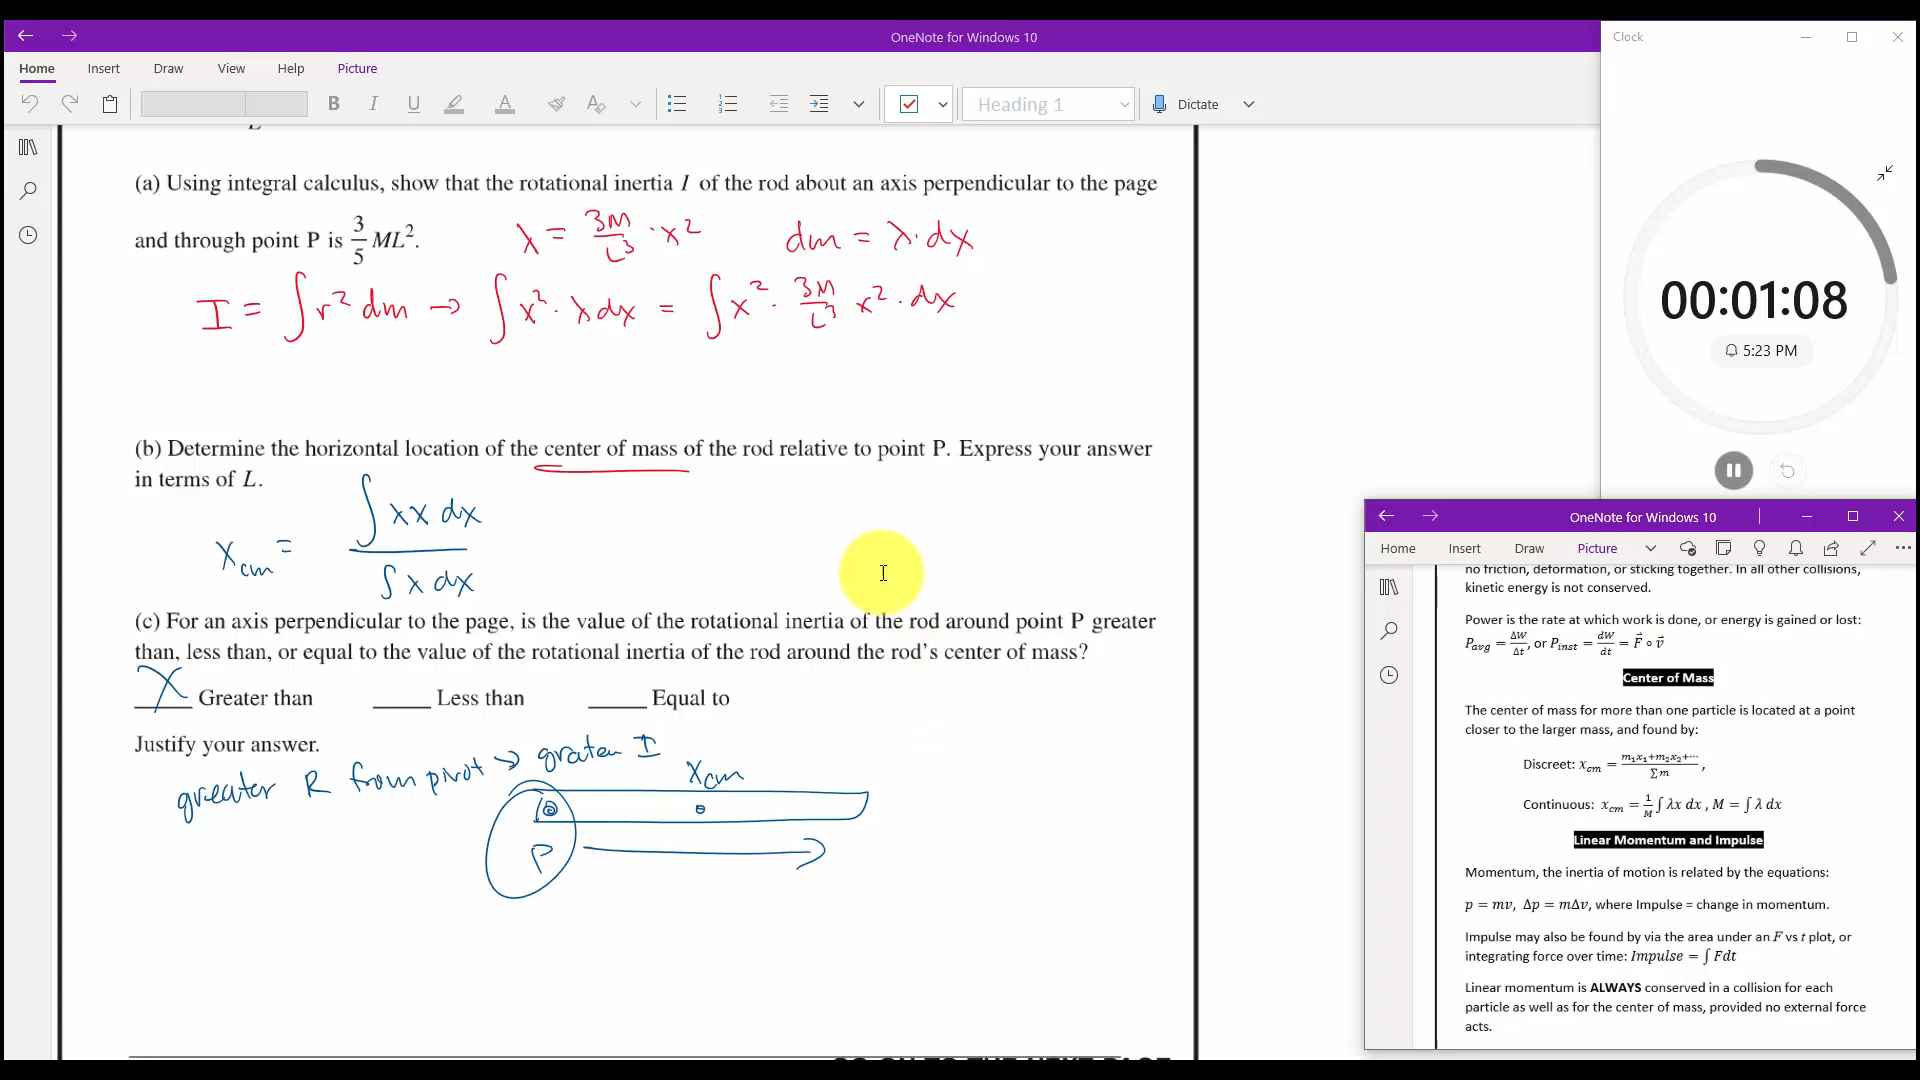 OneNote for Windows 10
Home Insert Draw View Help Picture
B I U A Heading 1 Dictate
L
(a) Using integral calculus, show that the rotational inertia I of the rod about an axis perpendicular to the page
and through point P is 3/5 ML².
λ = 3M/L³ · x² dm = λ · dx
I = ∫ r² dm → ∫ x² · λ dx = ∫ x² · 3M/L³ x² · dx
(b) Determine the horizontal location of the center of mass of the rod relative to point P. Express your answer
in terms of L.
x cm = ∫ xλ dx / ∫ λ dx
(c) For an axis perpendicular to the page, is the value of the rotational inertia of the rod around point P greater
than, less than, or equal to the value of the rotational inertia of the rod around the rod's center of mass?
X Greater than ____ Less than ____ Equal to
Justify your answer.
greater R from pivot → greater I
x cm
P
GO ON TO THE NEXT PAGE
Clock
00:01:08
5:23 PM
OneNote for Windows 10
Home Insert Draw Picture
no friction, deformation, or sticking together. In all other collisions,
kinetic energy is not conserved.
Power is the rate at which work is done, or energy is gained or lost:
P_avg = ΔW/Δt, or P_inst = dW/dt = F⃗ ∘ v⃗
Center of Mass
The center of mass for more than one particle is located at a point
closer to the larger mass, and found by:
Discreet: x_cm = m₁x₁+m₂x₂+⋯/∑m ,
Continuous: x_cm = 1/M ∫ λx dx , M = ∫ λ dx
Linear Momentum and Impulse
Momentum, the inertia of motion is related by the equations:
p = mv, Δp = mΔv, where Impulse = change in momentum.
Impulse may also be found by via the area under an F vs t plot, or
integrating force over time: Impulse = ∫ Fdt
Linear momentum is ALWAYS conserved in a collision for each
particle as well as for the center of mass, provided no external force
acts.